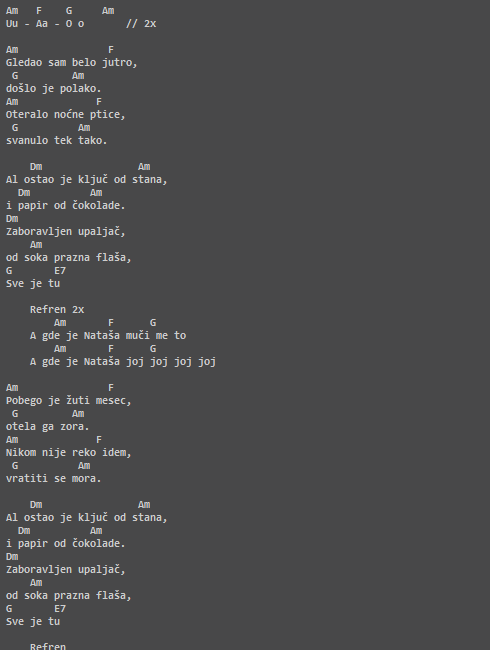 Am   F    G     Am
Uu - Aa - O o       // 2x

Am               F
Gledao sam belo jutro,
 G         Am
došlo je polako.
Am             F
Oteralo noćne ptice,
 G          Am
svanulo tek tako.

    Dm                Am
Al ostao je ključ od stana,
  Dm          Am
i papir od čokolade.
Dm
Zaboravljen upaljač,
    Am
od soka prazna flaša,
G       E7
Sve je tu

    Refren 2x
        Am       F      G
    A gde je Nataša muči me to
        Am       F      G
    A gde je Nataša joj joj joj joj

Am               F
Pobego je žuti mesec,
 G         Am
otela ga zora.
Am             F
Nikom nije reko idem,
 G          Am
vratiti se mora.

    Dm                Am
Al ostao je ključ od stana,
  Dm          Am
i papir od čokolade.
Dm
Zaboravljen upaljač,
    Am
od soka prazna flaša,
G       E7
Sve je tu

    Refren